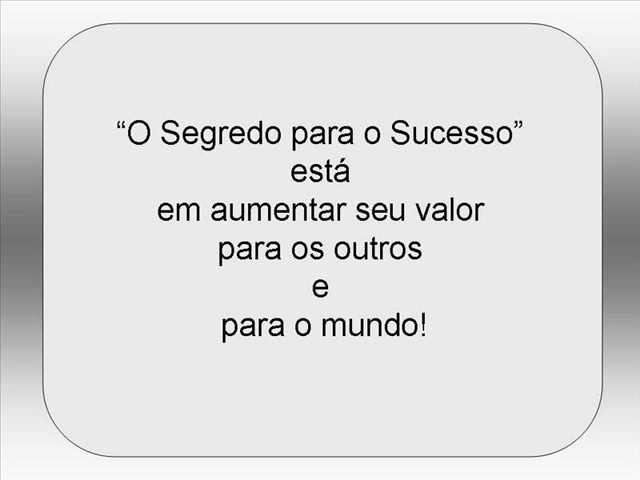 “O Segredo para o Sucesso”
está
em aumentar seu valor
para os outros
e
para o mundo!